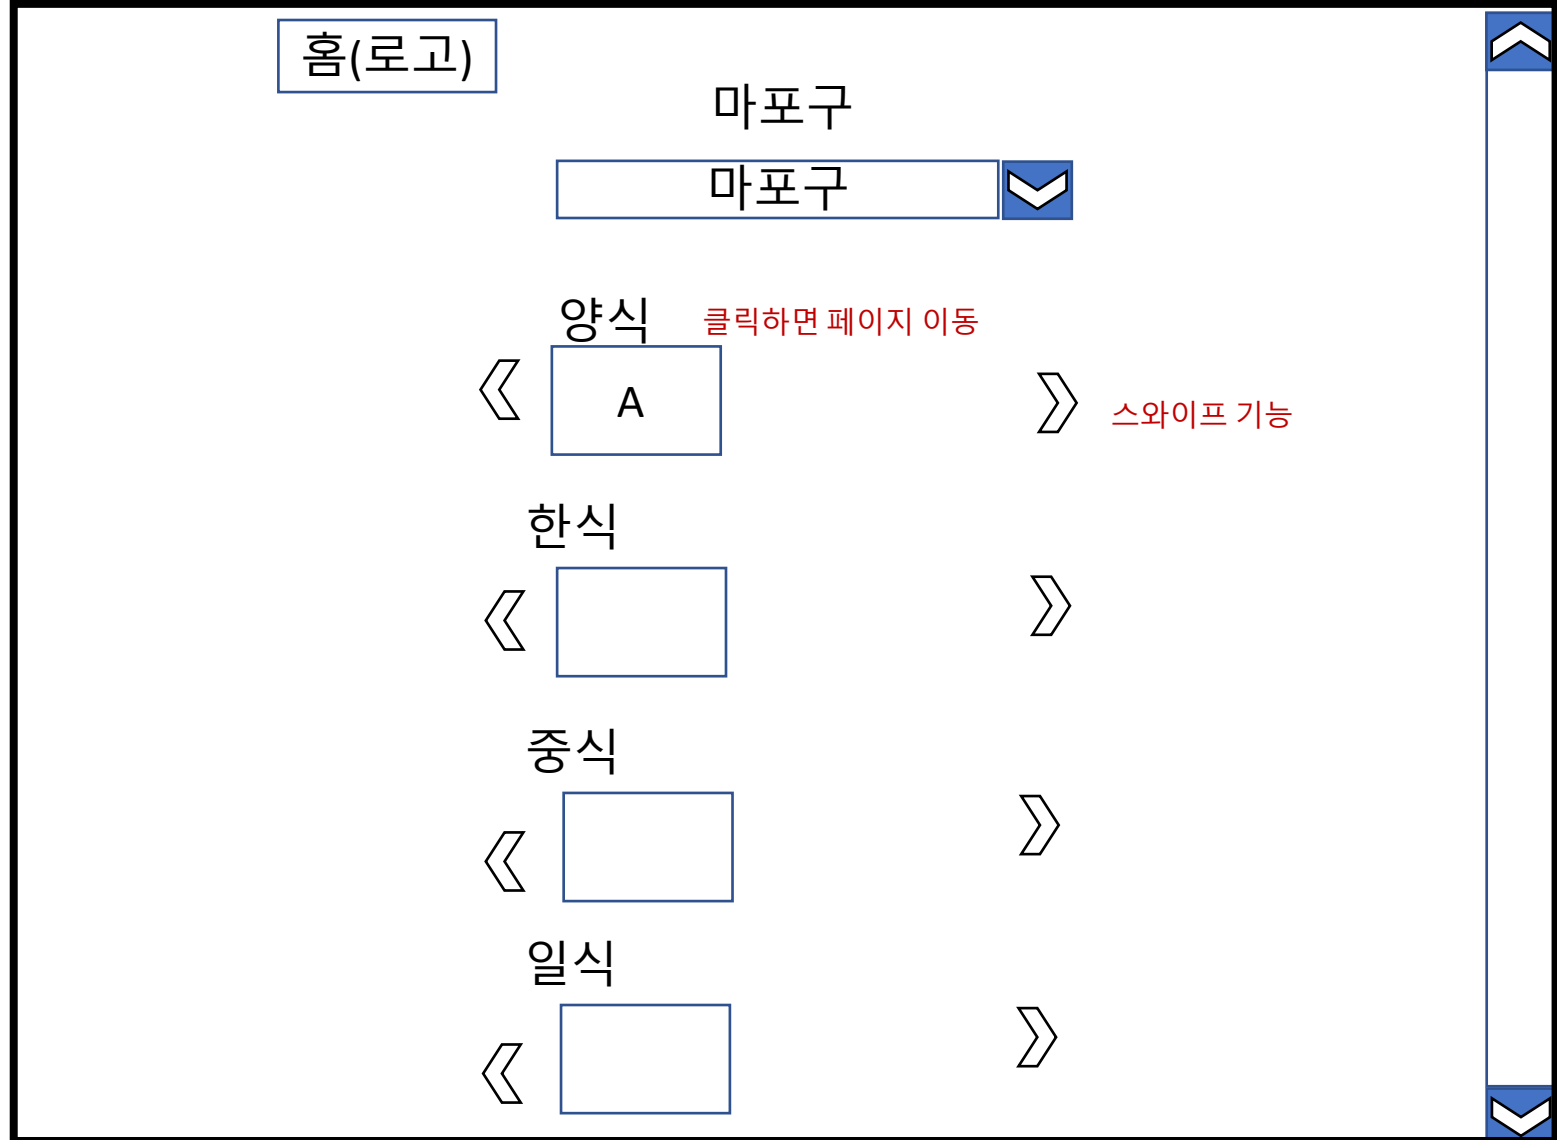 홈(로고)
마포구
마포구
양식
클릭하면 페이지 이동
A
스와이프 기능
한식
중식
일식